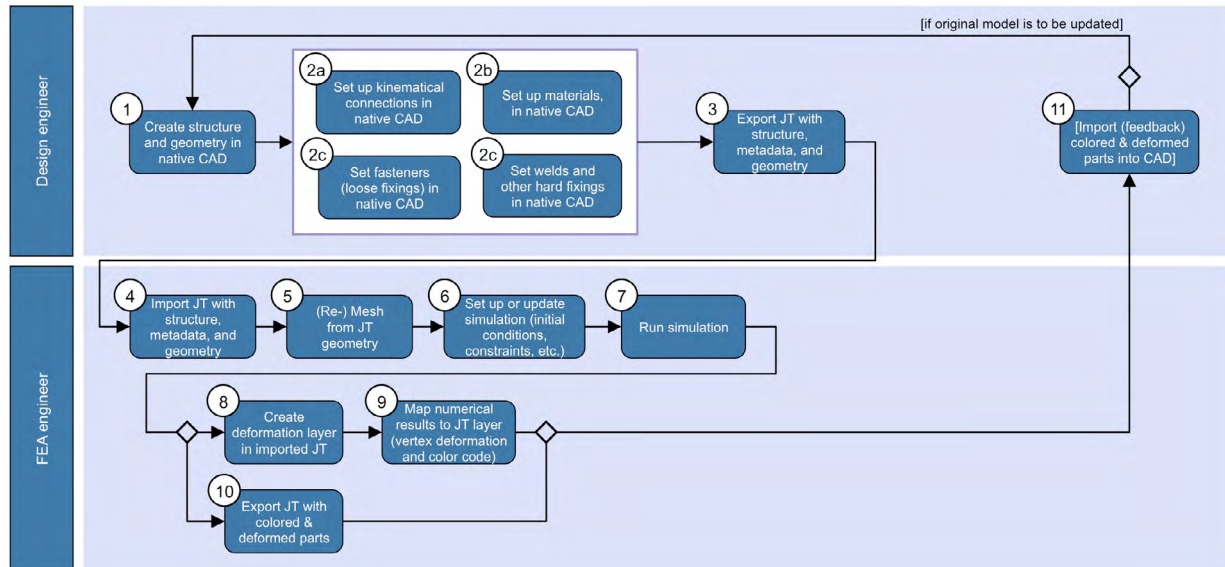 Design engineer
[if original model is to be updated]
1
Create structure
and geometry in
native CAD
2a
Set up kinematical
connections in
native CAD
2b
Set up materials,
in native CAD
2c
Set fasteners
(loose fixings) in
native CAD
2c
Set welds and
other hard fixings
in native CAD
3
Export JT with
structure,
metadata, and
geometry
11
[Import (feedback)
colored & deformed
parts into CAD]
FEA engineer
4
Import JT with
structure,
metadata, and
geometry
5
(Re-) Mesh
from JT
geometry
6
Set up or update
simulation (initial
conditions,
constraints, etc.)
7
Run simulation
8
Create
deformation layer
in imported JT
9
Map numerical
results to JT layer
(vertex deformation
and color code)
10
Export JT with
colored &
deformed parts